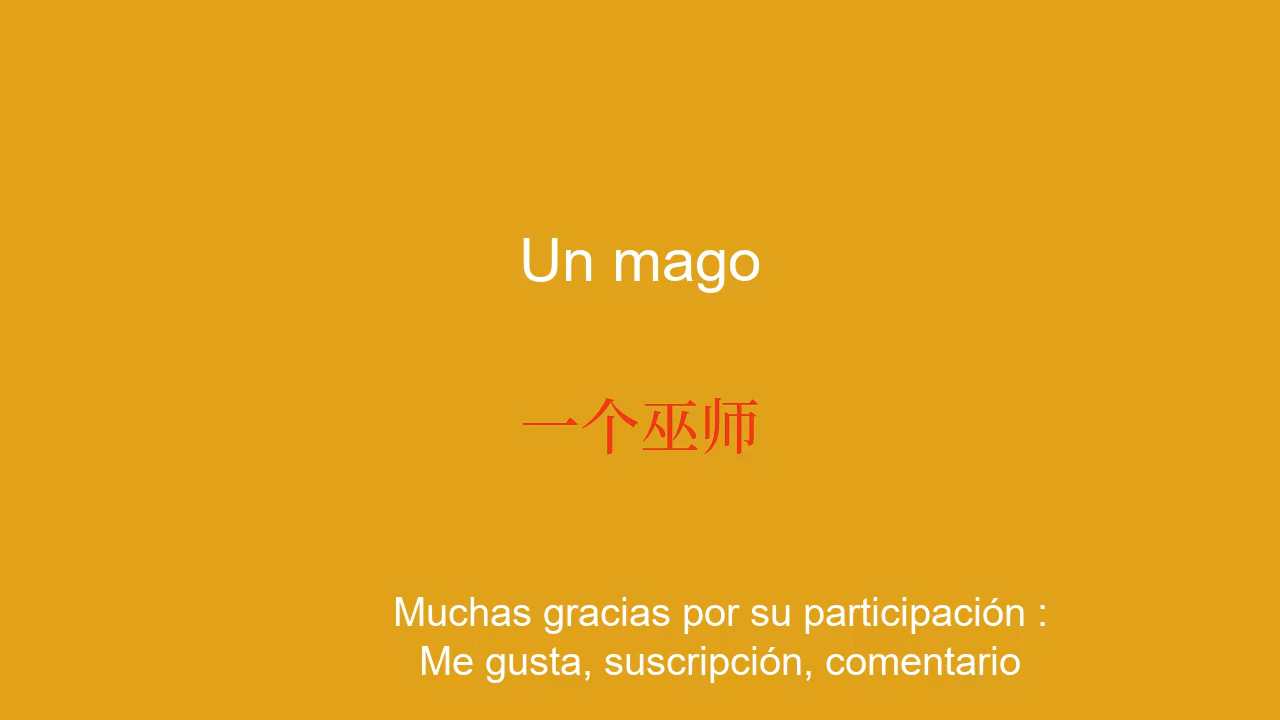 Un mago
一个巫师
Muchas gracias por su participación :
Me gusta, suscripción, comentario